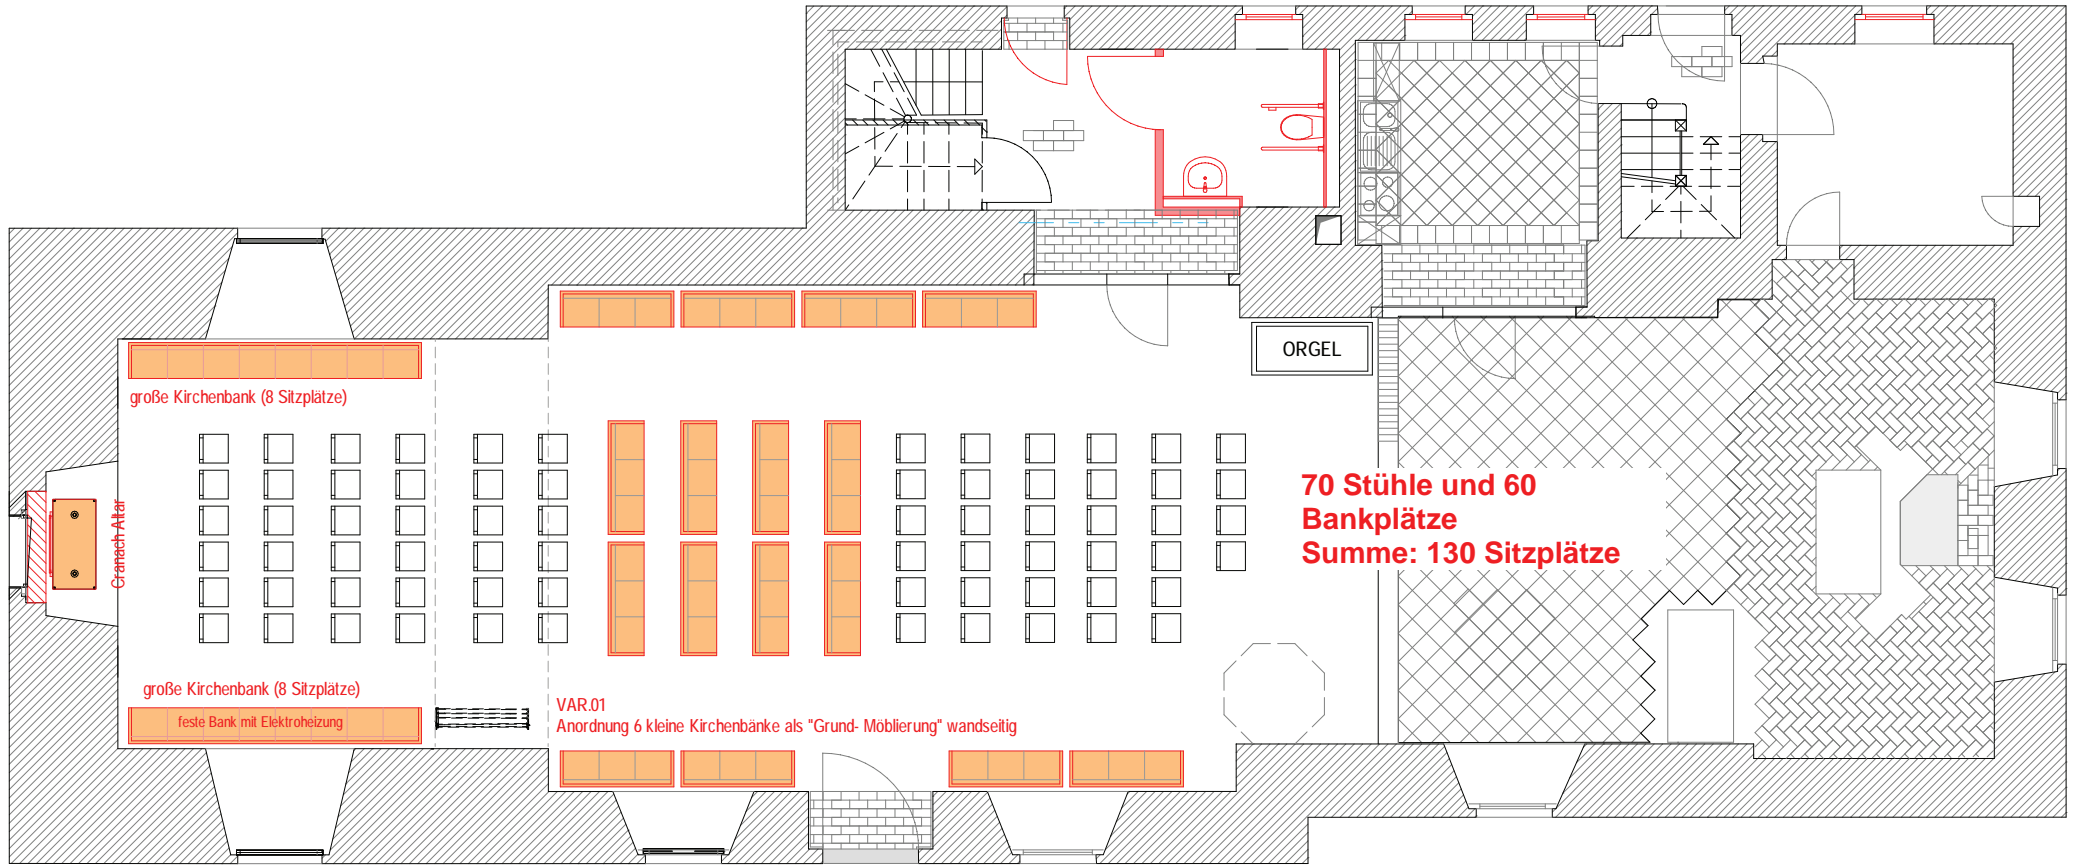 ORGEL
große Kirchenbank (8 Sitzplätze)
Cranach-Altar
70 Stühle und 60
Bankplätze
Summe: 130 Sitzplätze
große Kirchenbank (8 Sitzplätze)
feste Bank mit Elektroheizung
VAR.01
Anordnung 6 kleine Kirchenbänke als "Grund- Möblierung" wandseitig